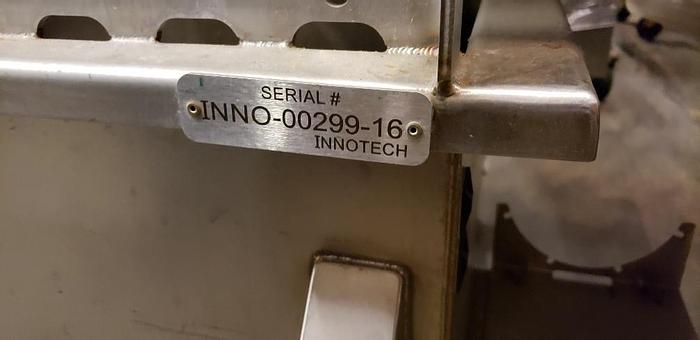 SERIAL #
INNO-00299-16
INNOTECH